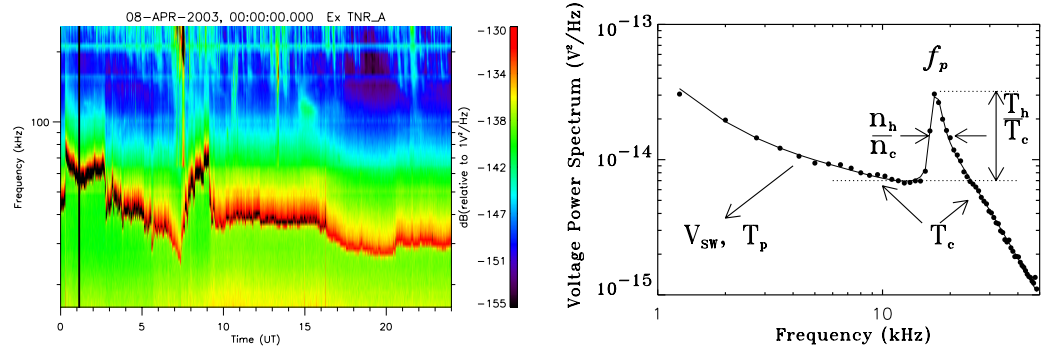 08-APR-2003, 00:00:00.000 Ex TNR_A
Frequency (kHz)
100
0 5 10 15 20
Time (UT)
-130
-134
-138
-142
-147
-151
-155
dB(relative to 1V²/Hz)
Voltage Power Spectrum (V²/Hz)
10⁻¹³
10⁻¹⁴
10⁻¹⁵
f_p
n_h
n_c
T_h
T_c
V_SW, T_p
T_c
1 10
Frequency (kHz)